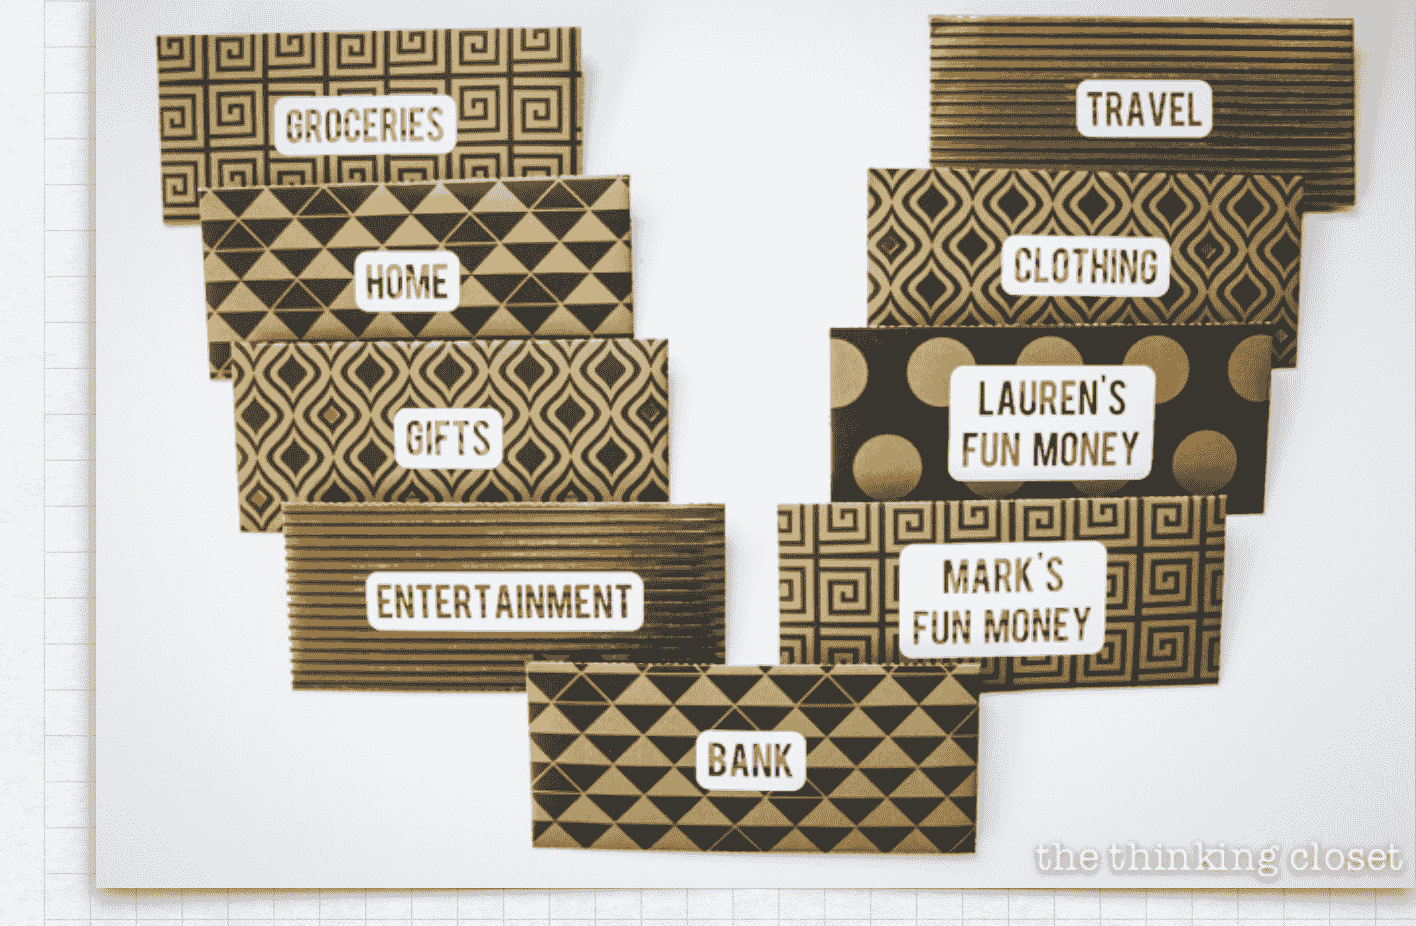 GROCERIES
HOME
GIFTS
ENTERTAINMENT
BANK
TRAVEL
CLOTHING
LAUREN'S
FUN MONEY
MARK'S
FUN MONEY
the thinking closet